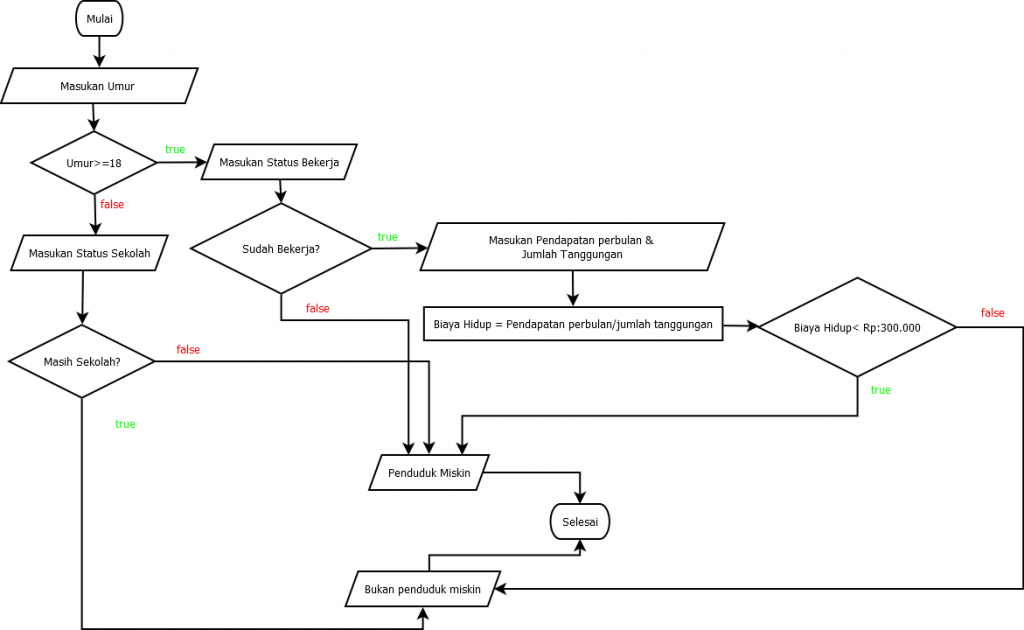 Mulai
Masukan Umur
Umur>=18
true
false
Masukan Status Bekerja
Masukan Status Sekolah
Sudah Bekerja?
true
false
Masukan Pendapatan perbulan &
Jumlah Tanggungan
Biaya Hidup = Pendapatan perbulan/jumlah tanggungan
Biaya Hidup< Rp:300.000
false
true
Masih Sekolah?
false
true
Penduduk Miskin
Selesai
Bukan penduduk miskin